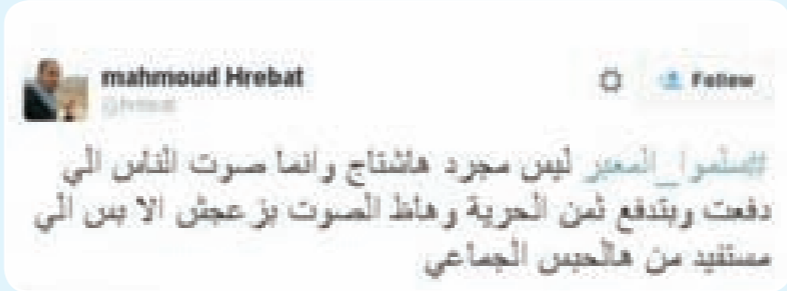 mahmoud Hrebat
Follow
#سلموا_المعبر ليس مجرد هاشتاج وانما صوت الناس الي
دفعت وبتدفع ثمن الحرية وهاظ الصوت بزعجش الا بس الي
مستفيد من هالحبس الجماعي